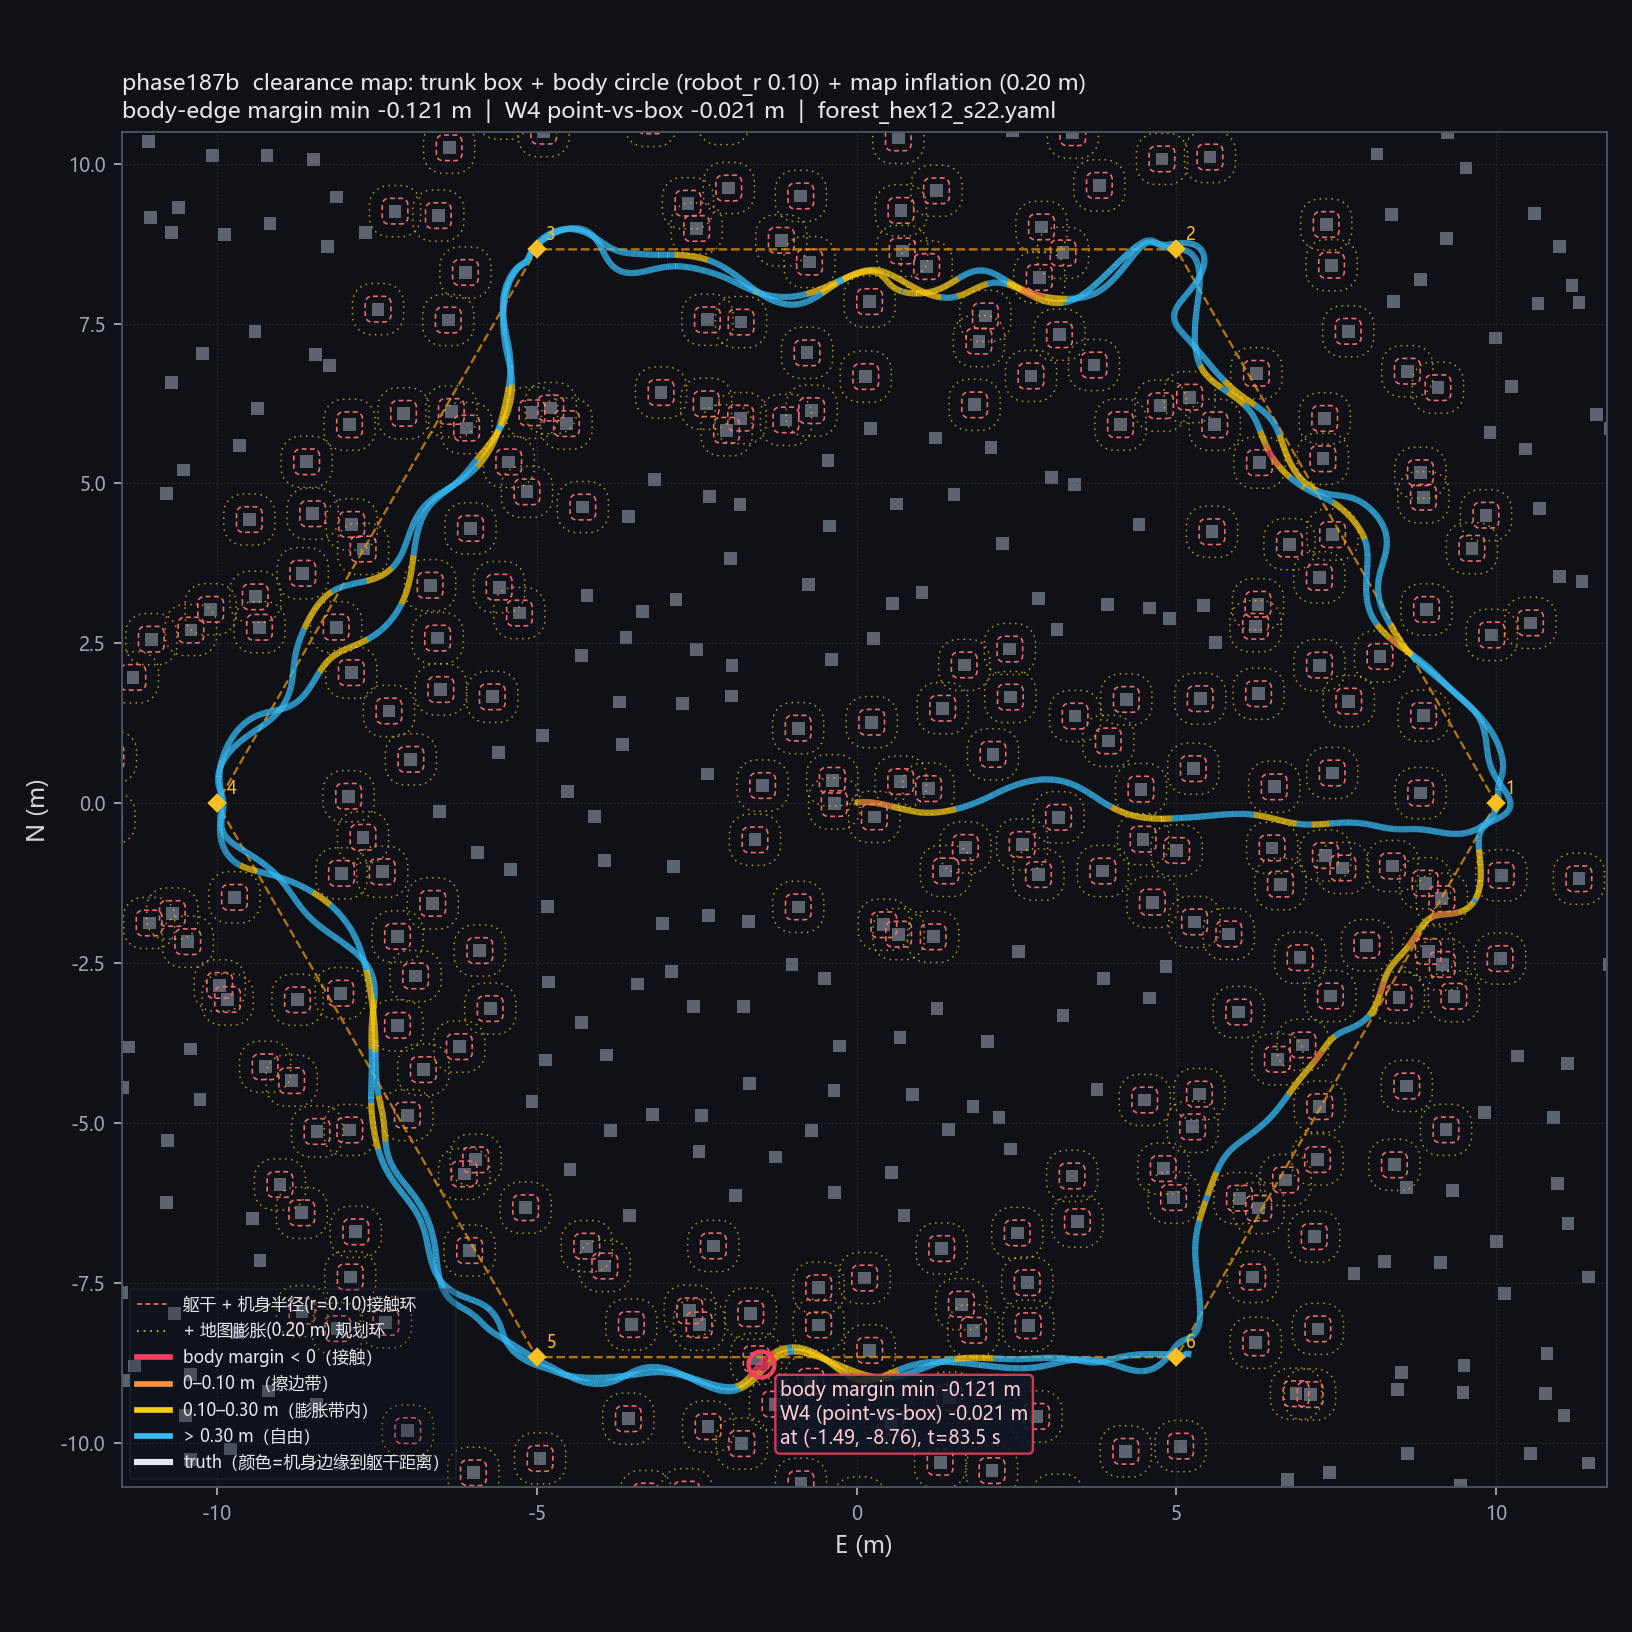 phase187b  clearance map: trunk box + body circle (robot_r 0.10) + map inflation (0.20 m)
body-edge margin min -0.121 m  |  W4 point-vs-box -0.021 m  |  forest_hex12_s22.yaml
10.0
7.5
5.0
2.5
0.0
-2.5
-5.0
-7.5
-10.0
N (m)
3
2
4
1
5
6
躯干 + 机身半径(r=0.10)接触环
+ 地图膨胀(0.20 m) 规划环
body margin < 0（接触）
0–0.10 m（擦边带）
0.10–0.30 m（膨胀带内）
> 0.30 m（自由）
truth（颜色=机身边缘到躯干距离）
body margin min -0.121 m
W4 (point-vs-box) -0.021 m
at (-1.49, -8.76), t=83.5 s
-10
-5
0
5
10
E (m)